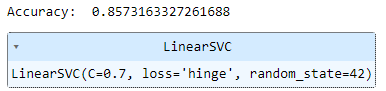 Accuracy:  0.8573163327261688
LinearSVC
LinearSVC(C=0.7, loss='hinge', random_state=42)